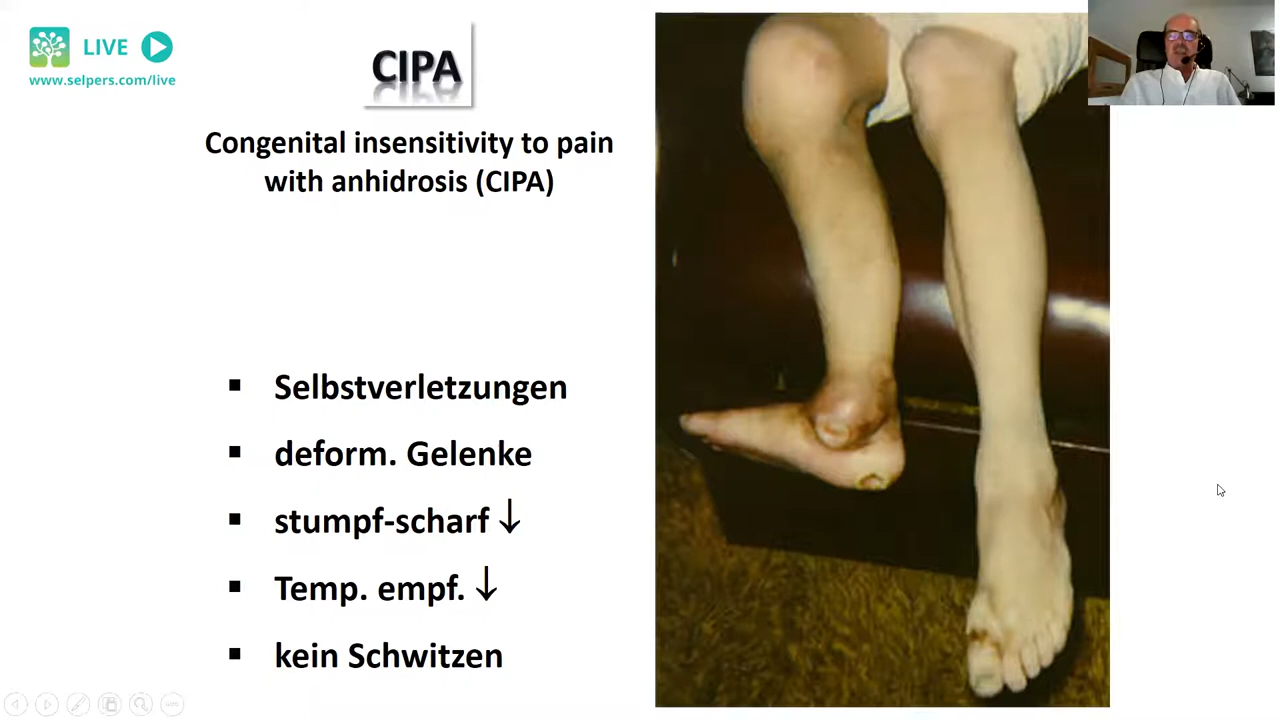 LIVE
www.selpers.com/live
CIPA
Congenital insensitivity to pain
with anhidrosis (CIPA)
▪ Selbstverletzungen
▪ deform. Gelenke
▪ stumpf-scharf ↓
▪ Temp. empf. ↓
▪ kein Schwitzen